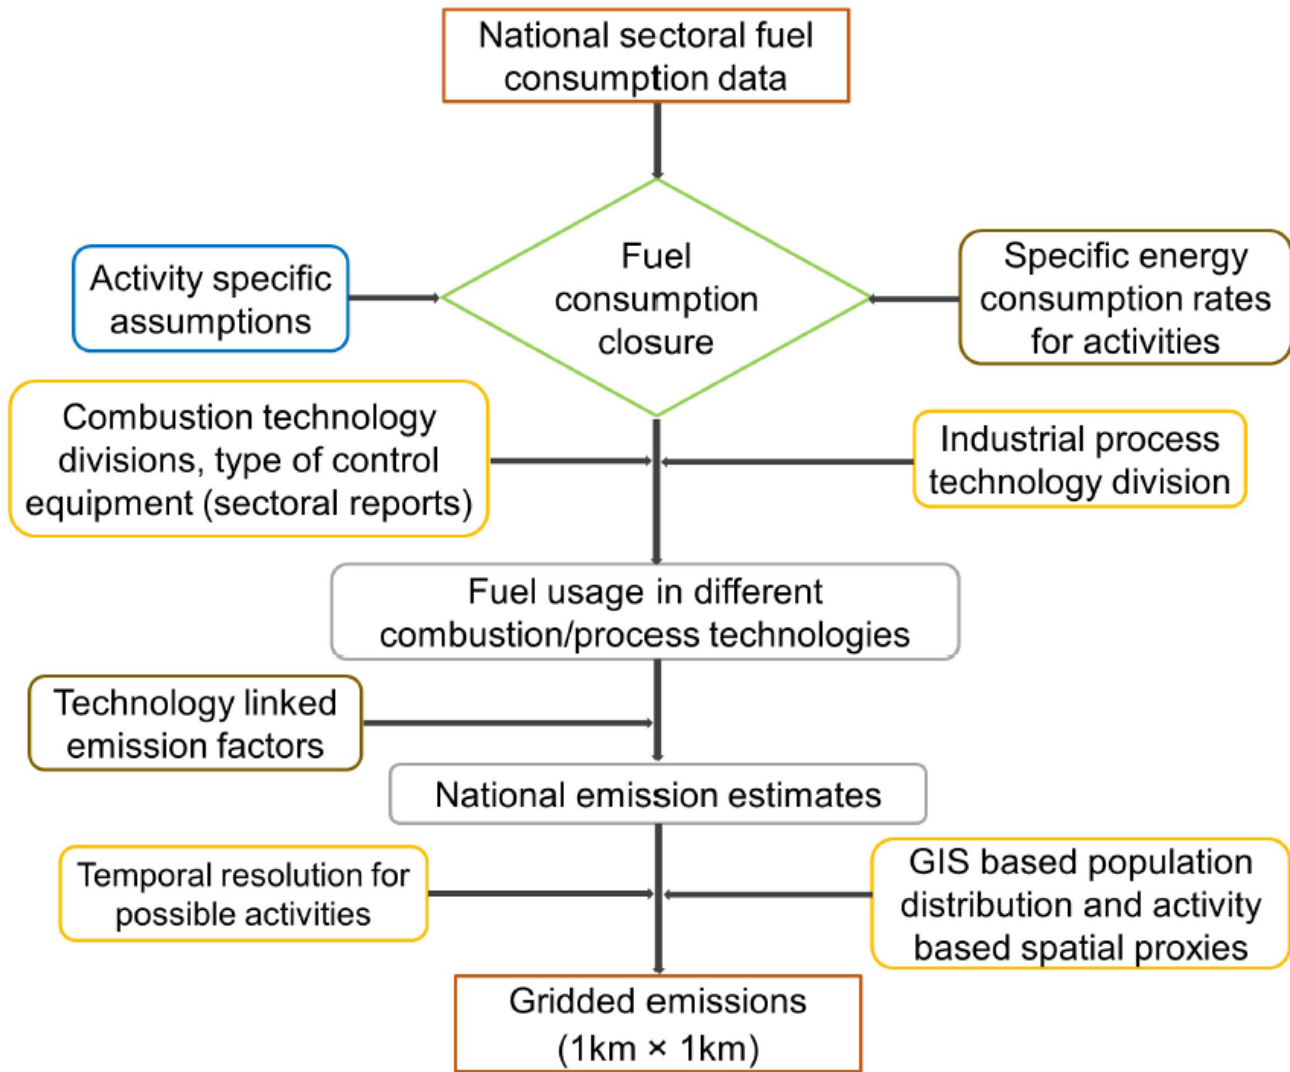 National sectoral fuel
consumption data
Activity specific
assumptions
Fuel
consumption
closure
Specific energy
consumption rates
for activities
Combustion technology
divisions, type of control
equipment (sectoral reports)
Industrial process
technology division
Fuel usage in different
combustion/process technologies
Technology linked
emission factors
National emission estimates
Temporal resolution for
possible activities
GIS based population
distribution and activity
based spatial proxies
Gridded emissions
(1km × 1km)